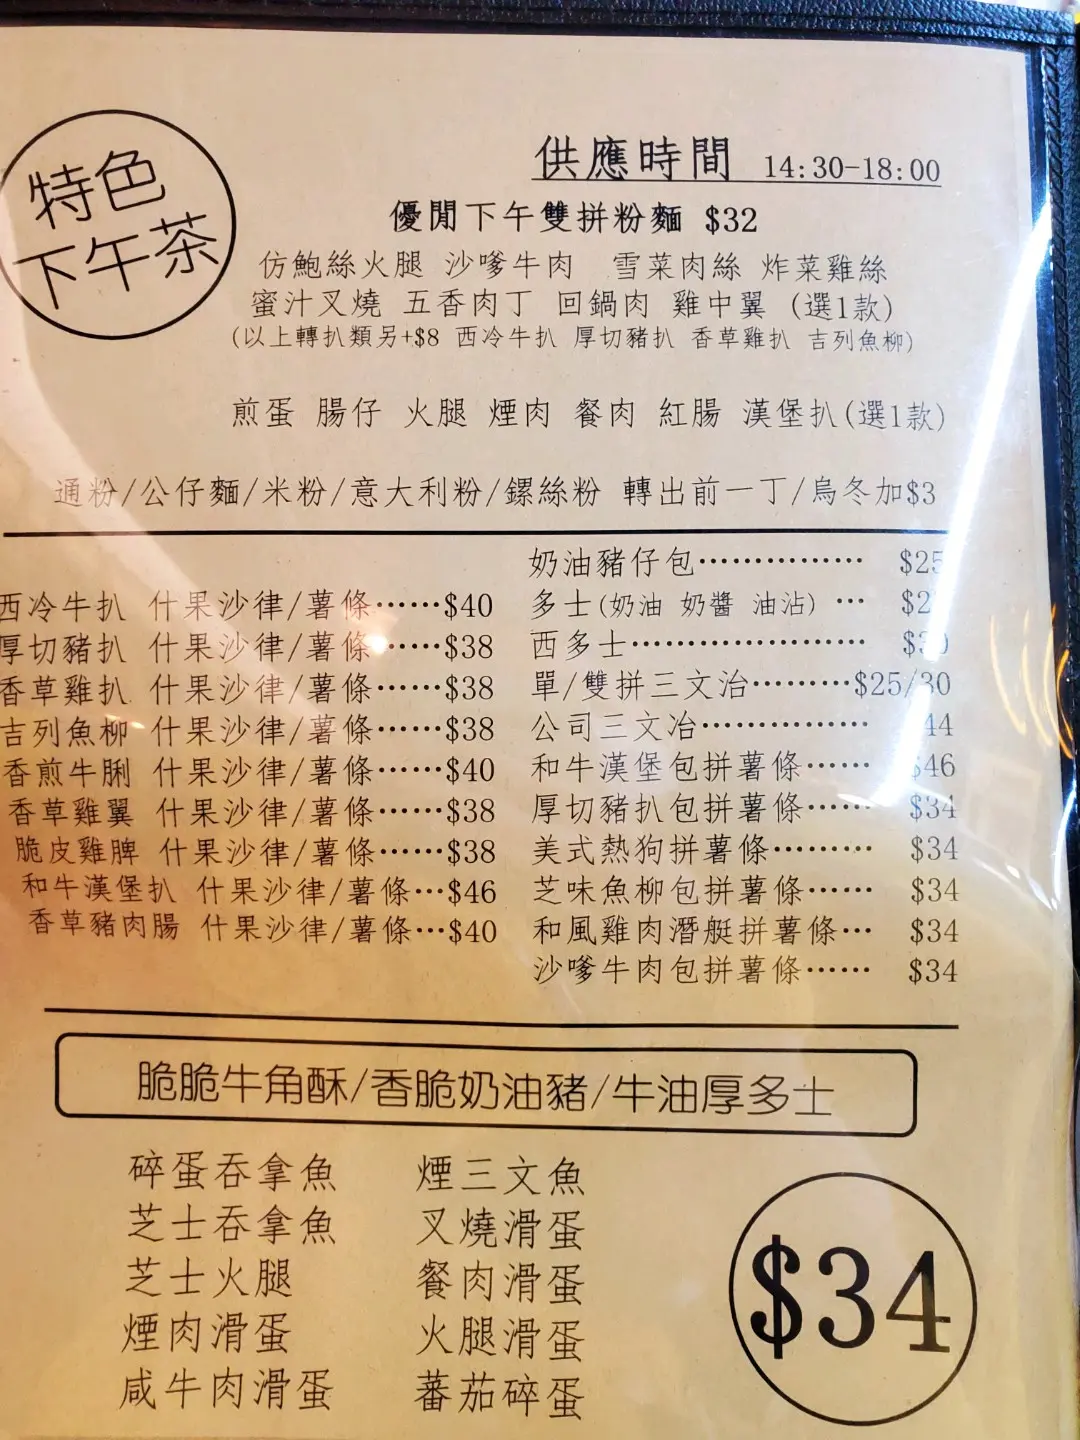 特色
下午茶
供應時間 14:30-18:00
優閒下午雙拼粉麵 $32
仿鮑絲火腿 沙嗲牛肉 雪菜肉絲 炸菜雞絲
蜜汁叉燒 五香肉丁 回鍋肉 雞中翼 (選1款)
(以上轉扒類另+$8 西冷牛扒 厚切豬扒 香草雞扒 吉列魚柳)
煎蛋 腸仔 火腿 煙肉 餐肉 紅腸 漢堡扒(選1款)
通粉/公仔麵/米粉/意大利粉/鏍絲粉 轉出前一丁/烏冬加$3
西冷牛扒 什果沙律/薯條……$40
厚切豬扒 什果沙律/薯條……$38
香草雞扒 什果沙律/薯條……$38
吉列魚柳 什果沙律/薯條……$38
香煎牛脷 什果沙律/薯條……$40
香草雞翼 什果沙律/薯條……$38
脆皮雞脾 什果沙律/薯條……$38
和牛漢堡扒 什果沙律/薯條…$46
香草豬肉腸 什果沙律/薯條…$40
奶油豬仔包…………… $25
多士(奶油 奶醬 油沾) …
西多士………………… $30
單/雙拼三文治………$25/30
公司三文冶…………… 44
和牛漢堡包拼薯條…… $46
厚切豬扒包拼薯條…… $34
美式熱狗拼薯條……… $34
芝味魚柳包拼薯條…… $34
和風雞肉潛艇拼薯條… $34
沙嗲牛肉包拼薯條…… $34
脆脆牛角酥/香脆奶油豬/牛油厚多士
碎蛋吞拿魚
芝士吞拿魚
芝士火腿
煙肉滑蛋
咸牛肉滑蛋
煙三文魚
叉燒滑蛋
餐肉滑蛋
火腿滑蛋
蕃茄碎蛋
$34